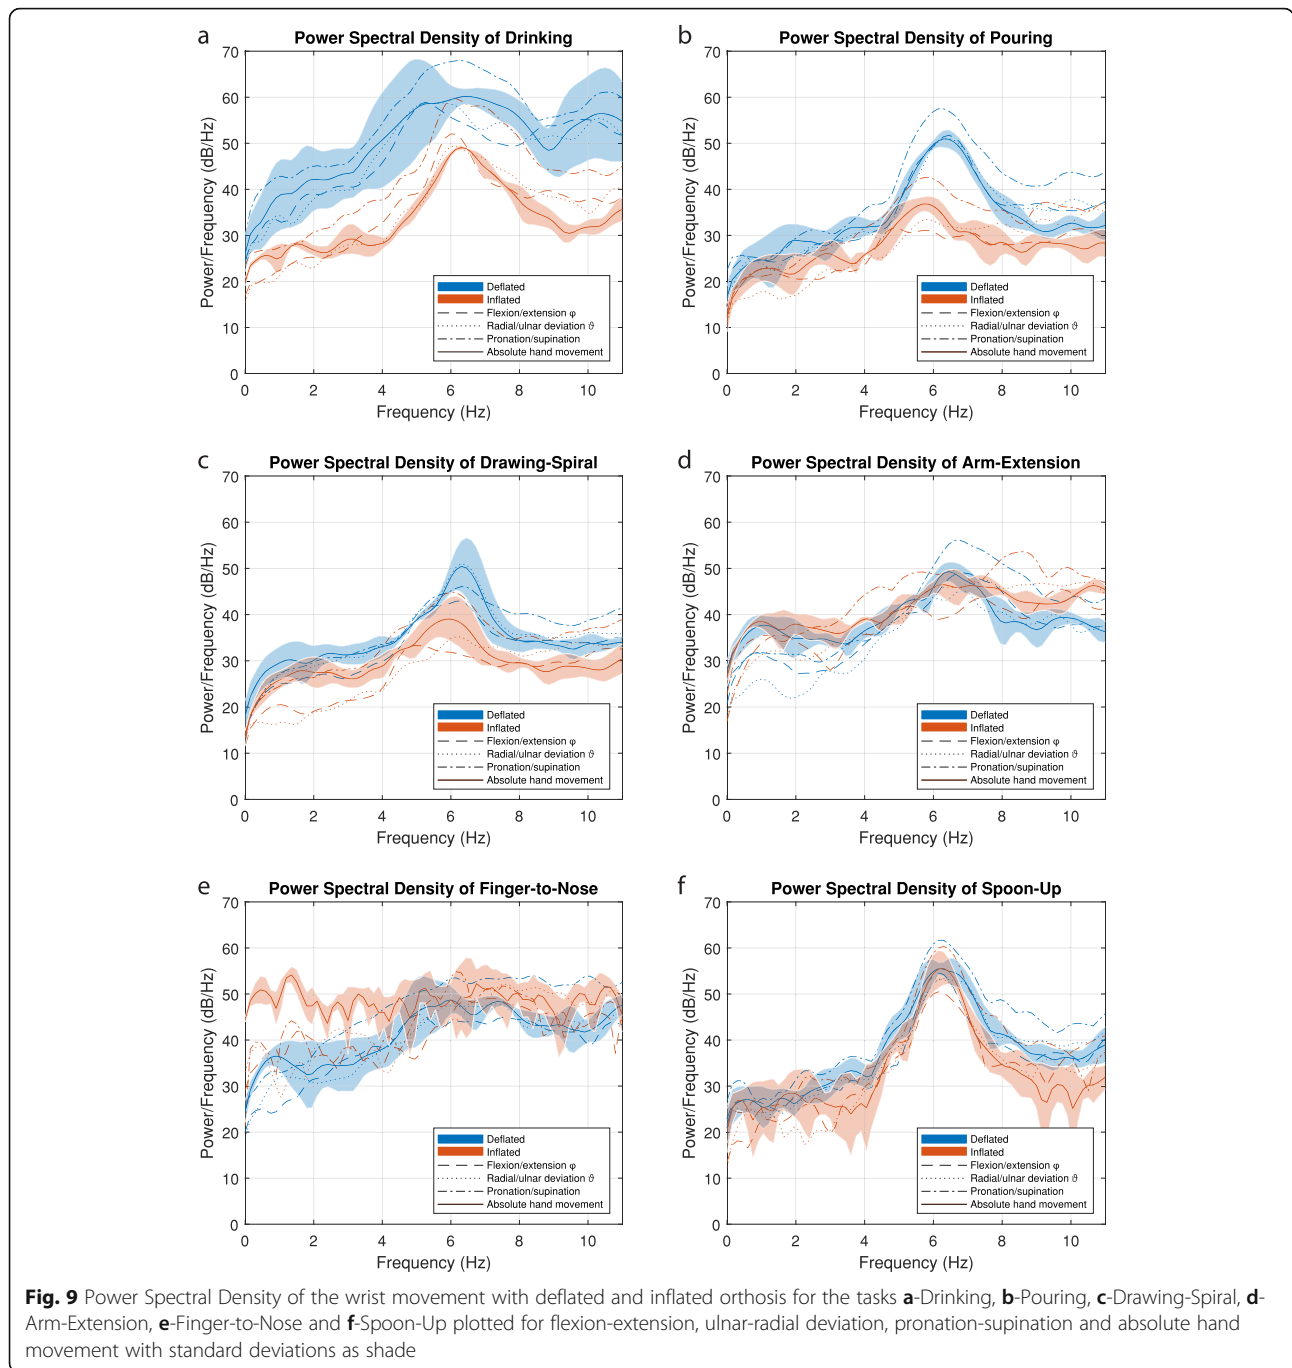 a
Power Spectral Density of Drinking
70
60
50
40
30
20
10
0
Power/Frequency (dB/Hz)
Deflated
Inflated
Flexion/extension φ
Radial/ulnar deviation ϑ
Pronation/supination
Absolute hand movement
0 2 4 6 8 10
Frequency (Hz)
b
Power Spectral Density of Pouring
70
60
50
40
30
20
10
0
Power/Frequency (dB/Hz)
Deflated
Inflated
Flexion/extension φ
Radial/ulnar deviation ϑ
Pronation/supination
Absolute hand movement
0 2 4 6 8 10
Frequency (Hz)
c
Power Spectral Density of Drawing-Spiral
70
60
50
40
30
20
10
0
Power/Frequency (dB/Hz)
Deflated
Inflated
Flexion/extension φ
Radial/ulnar deviation ϑ
Pronation/supination
Absolute hand movement
0 2 4 6 8 10
Frequency (Hz)
d
Power Spectral Density of Arm-Extension
70
60
50
40
30
20
10
0
Power/Frequency (dB/Hz)
Deflated
Inflated
Flexion/extension φ
Radial/ulnar deviation ϑ
Pronation/supination
Absolute hand movement
0 2 4 6 8 10
Frequency (Hz)
e
Power Spectral Density of Finger-to-Nose
70
60
50
40
30
20
10
0
Power/Frequency (dB/Hz)
Deflated
Inflated
Flexion/extension φ
Radial/ulnar deviation ϑ
Pronation/supination
Absolute hand movement
0 2 4 6 8 10
Frequency (Hz)
f
Power Spectral Density of Spoon-Up
70
60
50
40
30
20
10
0
Power/Frequency (dB/Hz)
Deflated
Inflated
Flexion/extension φ
Radial/ulnar deviation ϑ
Pronation/supination
Absolute hand movement
0 2 4 6 8 10
Frequency (Hz)
Fig. 9 Power Spectral Density of the wrist movement with deflated and inflated orthosis for the tasks a-Drinking, b-Pouring, c-Drawing-Spiral, d-
Arm-Extension, e-Finger-to-Nose and f-Spoon-Up plotted for flexion-extension, ulnar-radial deviation, pronation-supination and absolute hand
movement with standard deviations as shade